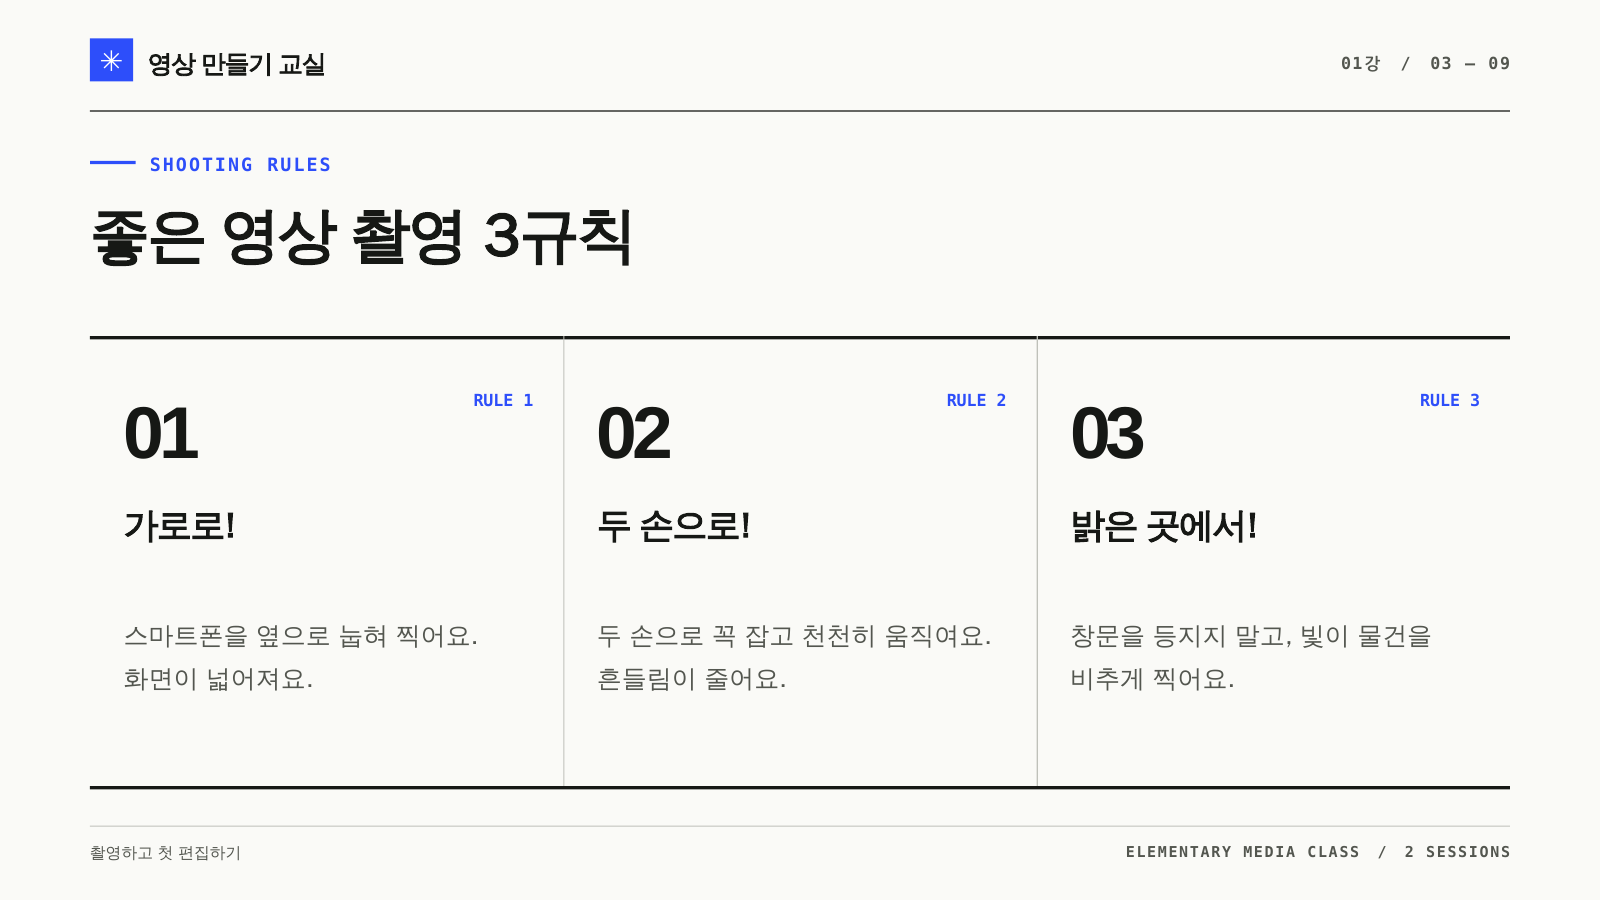 영상 만들기 교실
01강 / 03 — 09
SHOOTING RULES
좋은 영상 촬영 3규칙
01
RULE 1
가로로!
스마트폰을 옆으로 눕혀 찍어요.
화면이 넓어져요.
02
RULE 2
두 손으로!
두 손으로 꼭 잡고 천천히 움직여요.
흔들림이 줄어요.
03
RULE 3
밝은 곳에서!
창문을 등지지 말고, 빛이 물건을
비추게 찍어요.
촬영하고 첫 편집하기
ELEMENTARY MEDIA CLASS / 2 SESSIONS